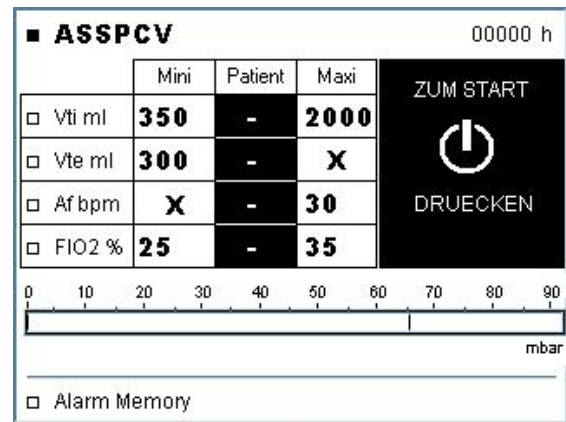 ASSPCV 00000 h
Mini Patient Maxi
ZUM START
Vti ml 350 - 2000
Vte ml 300 - X
Af bpm X - 30
DRUECKEN
FIO2 % 25 - 35
0 10 20 30 40 50 60 70 80 90
mbar
Alarm Memory